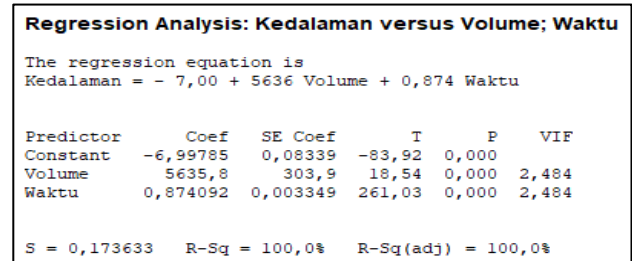 Regression Analysis: Kedalaman versus Volume; Waktu
The regression equation is
Kedalaman = - 7,00 + 5636 Volume + 0,874 Waktu
Predictor Coef SE Coef T P VIF
Constant -6,99785 0,08339 -83,92 0,000
Volume 5635,8 303,9 18,54 0,000 2,484
Waktu 0,874092 0,003349 261,03 0,000 2,484
S = 0,173633 R-Sq = 100,0% R-Sq(adj) = 100,0%